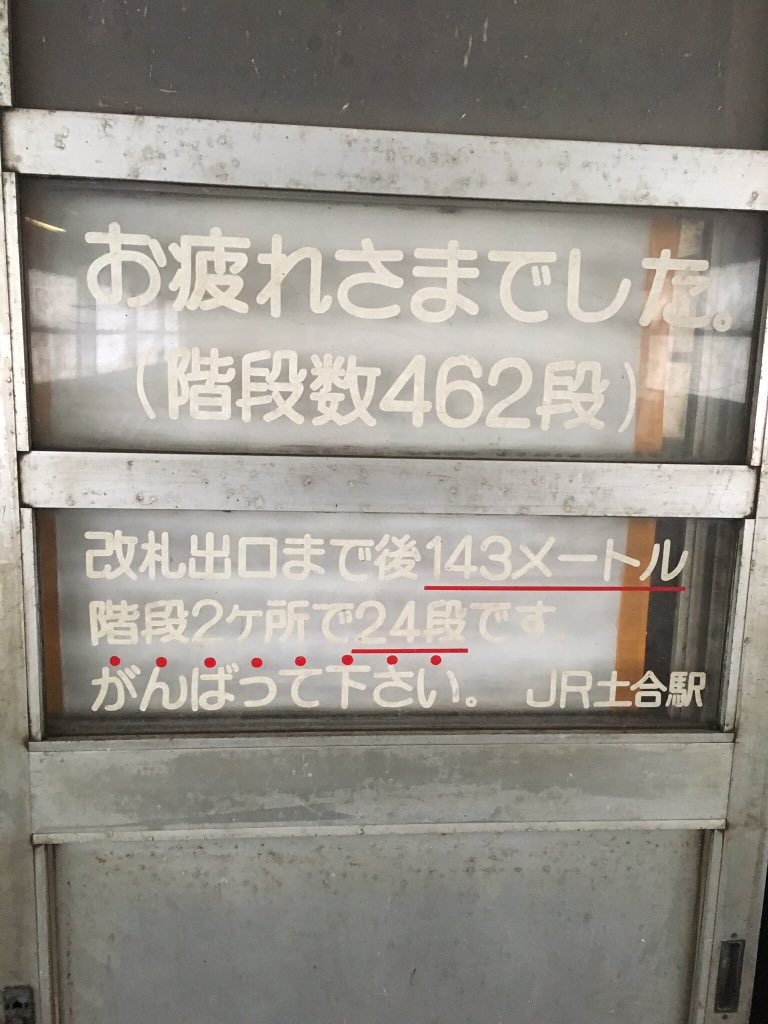 お疲れさまでした。
（階段数462段）
改札出口まで後143メートル
階段2ケ所で24段です。
がんばって下さい。 JR土合駅